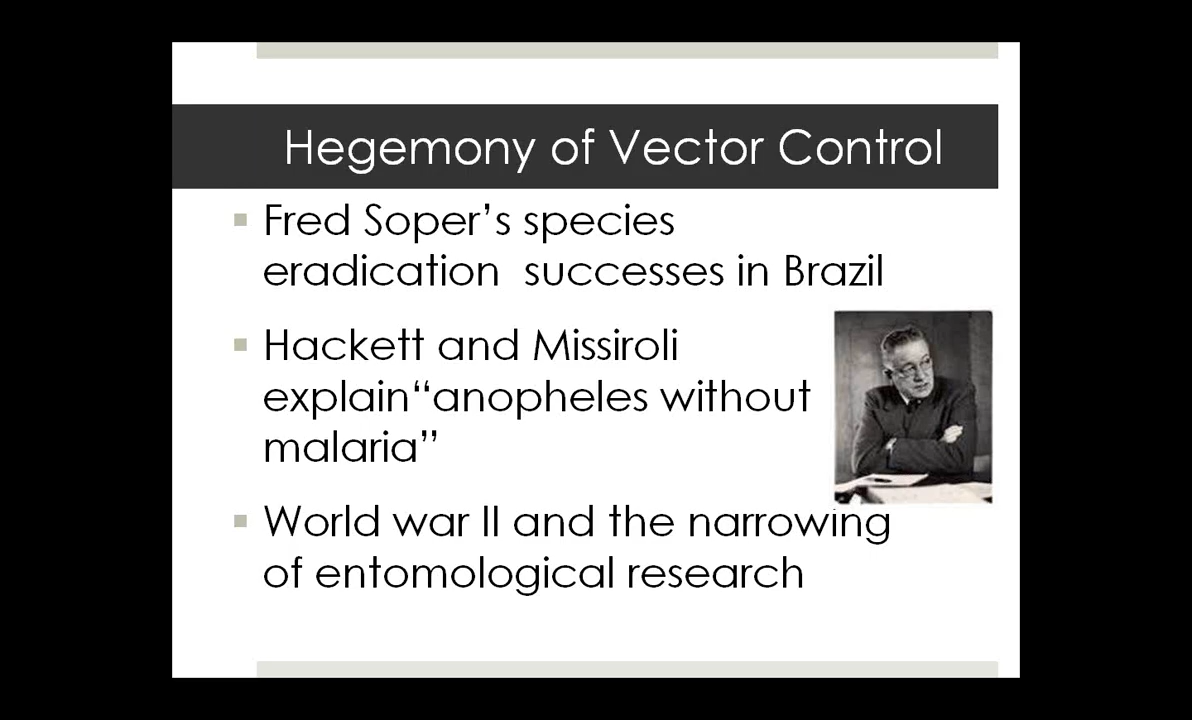 Hegemony of Vector Control
Fred Soper’s species
eradication  successes in Brazil
Hackett and Missiroli
explain“anopheles without
malaria”
World war II and the narrowing
of entomological research